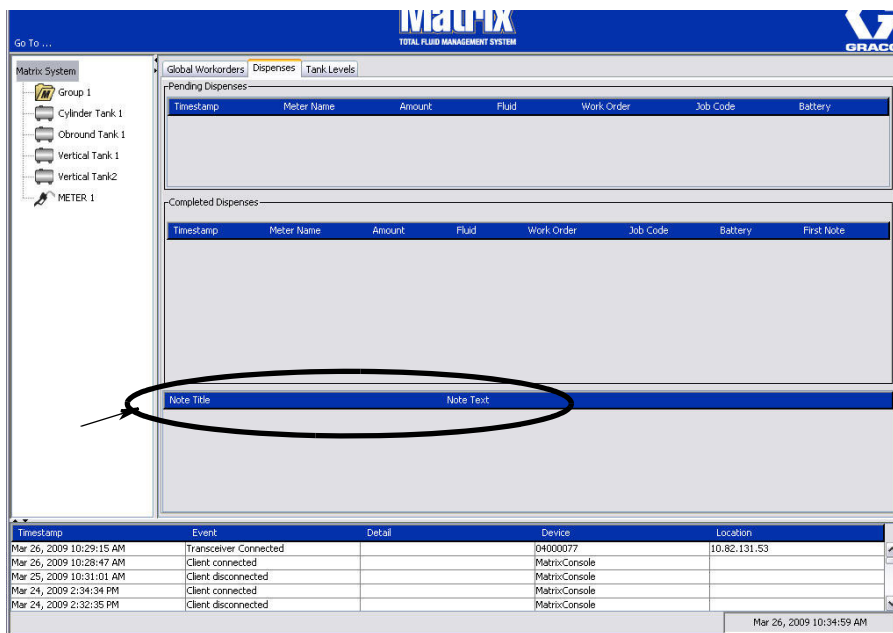 Matrix
TOTAL FLUID MANAGEMENT SYSTEM
GRACO
Go To ...
Matrix System
Group 1
Cylinder Tank 1
Obround Tank 1
Vertical Tank 1
Vertical Tank2
METER 1
Global Workorders Dispenses Tank Levels
Pending Dispenses
Timestamp Meter Name Amount Fluid Work Order Job Code Battery
Completed Dispenses
Timestamp Meter Name Amount Fluid Work Order Job Code Battery First Note
Note Title Note Text
Timestamp Event Detail Device Location
Mar 26, 2009 10:29:15 AM Transceiver Connected 04000077 10.82.131.53
Mar 26, 2009 10:28:47 AM Client connected MatrixConsole
Mar 25, 2009 10:31:01 AM Client disconnected MatrixConsole
Mar 24, 2009 2:34:34 PM Client connected MatrixConsole
Mar 24, 2009 2:32:35 PM Client disconnected MatrixConsole
Mar 26, 2009 10:34:59 AM